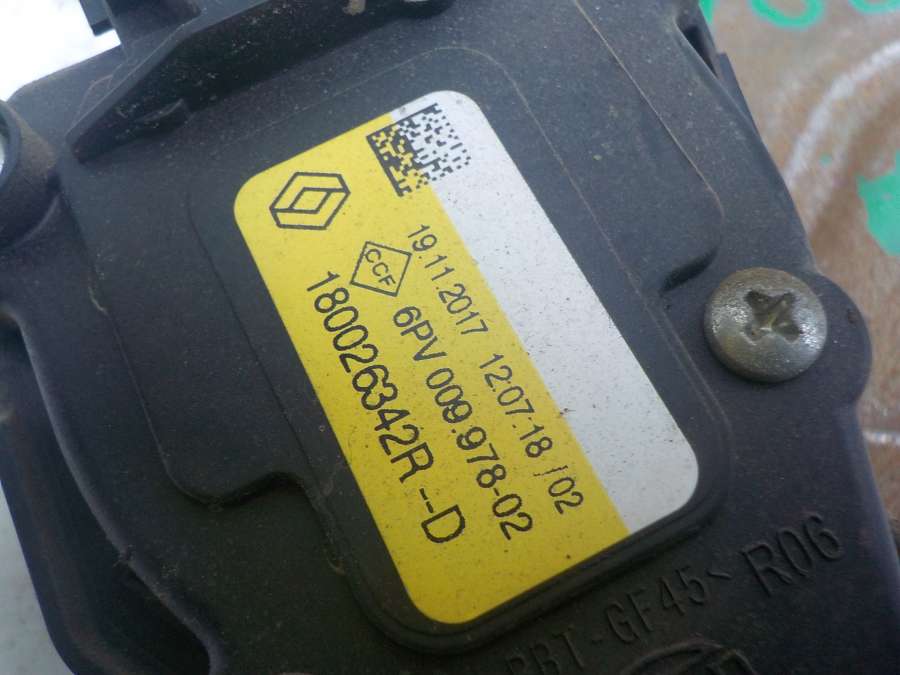 19.11.2017 12:07:18 /02
CCF
6PV 009.978-02
180026342R --D
PBT-GF45< R06